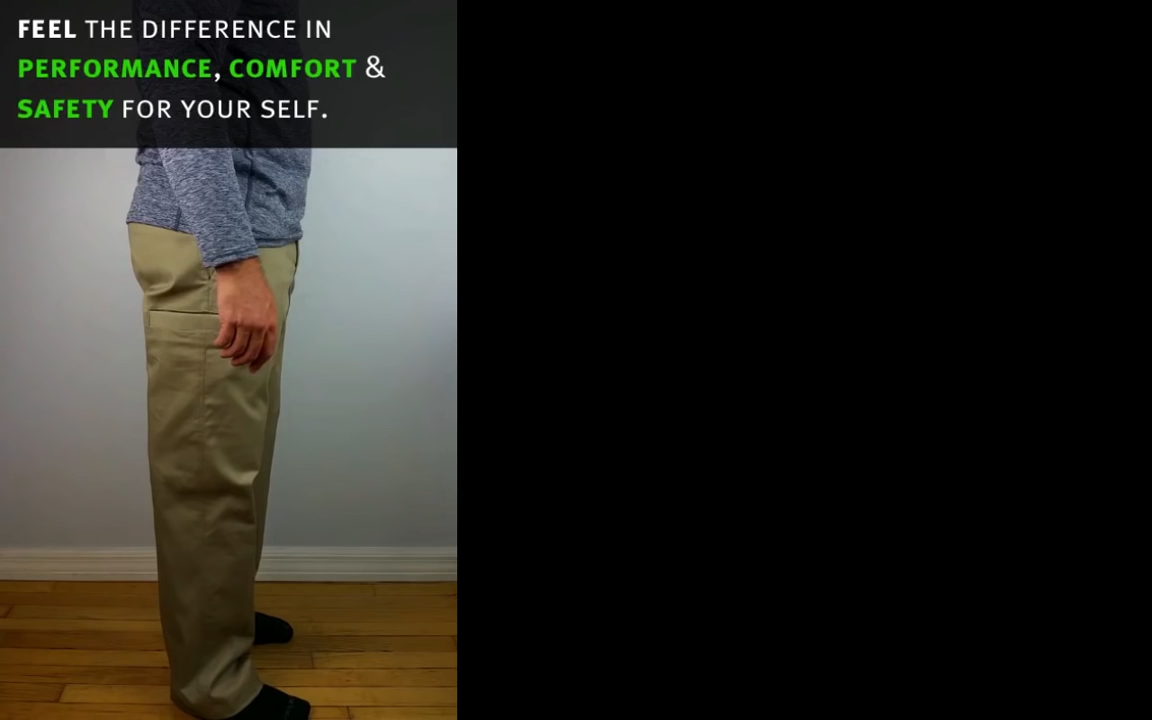 FEEL THE DIFFERENCE IN
PERFORMANCE, COMFORT &
SAFETY FOR YOUR SELF.